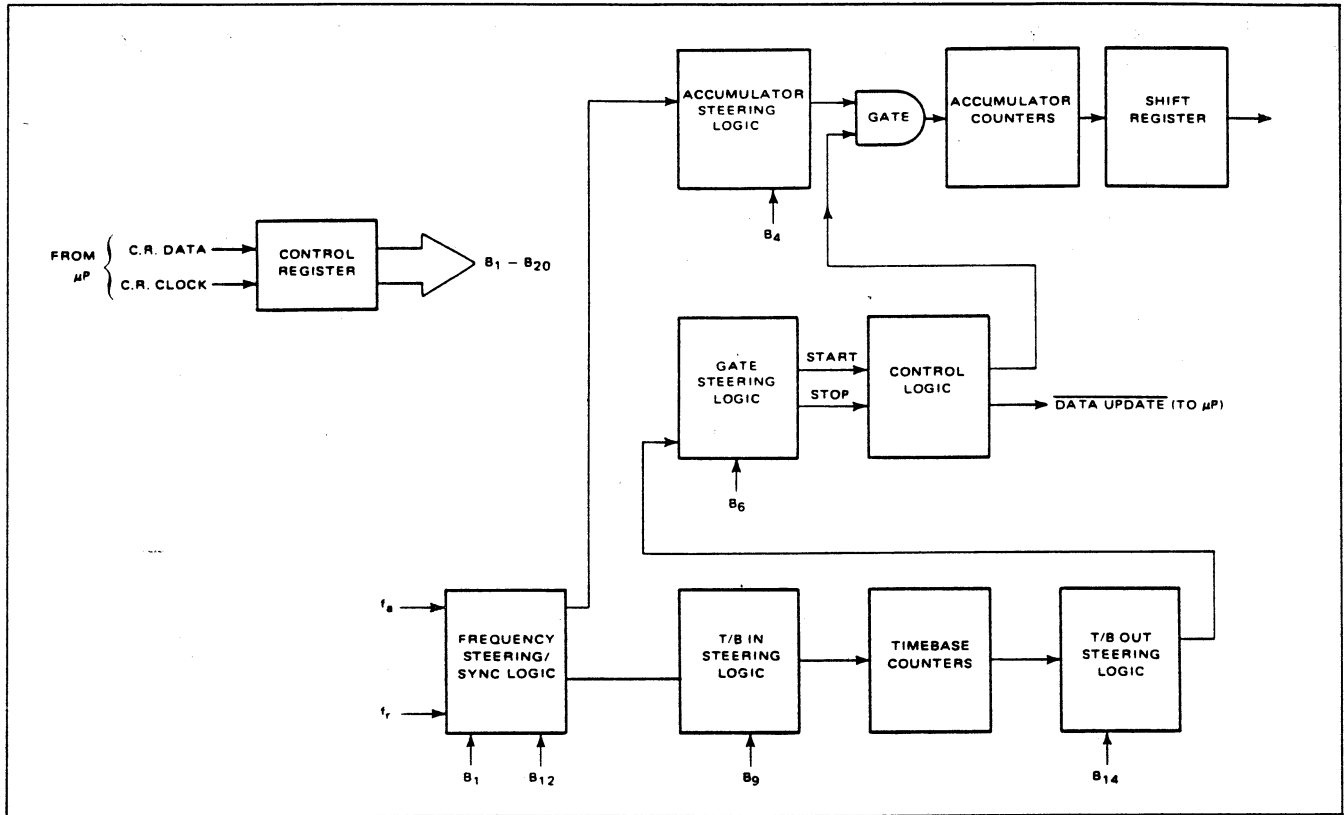 ACCUMULATOR
STEERING
LOGIC
GATE
ACCUMULATOR
COUNTERS
SHIFT
REGISTER
B4
FROM
μP
C.R. DATA
C.R. CLOCK
CONTROL
REGISTER
B1 – B20
GATE
STEERING
LOGIC
START
STOP
CONTROL
LOGIC
DATA UPDATE (TO μP)
B6
fa
fr
FREQUENCY
STEERING/
SYNC LOGIC
T/B IN
STEERING
LOGIC
TIMEBASE
COUNTERS
T/B OUT
STEERING
LOGIC
B1
B12
B9
B14